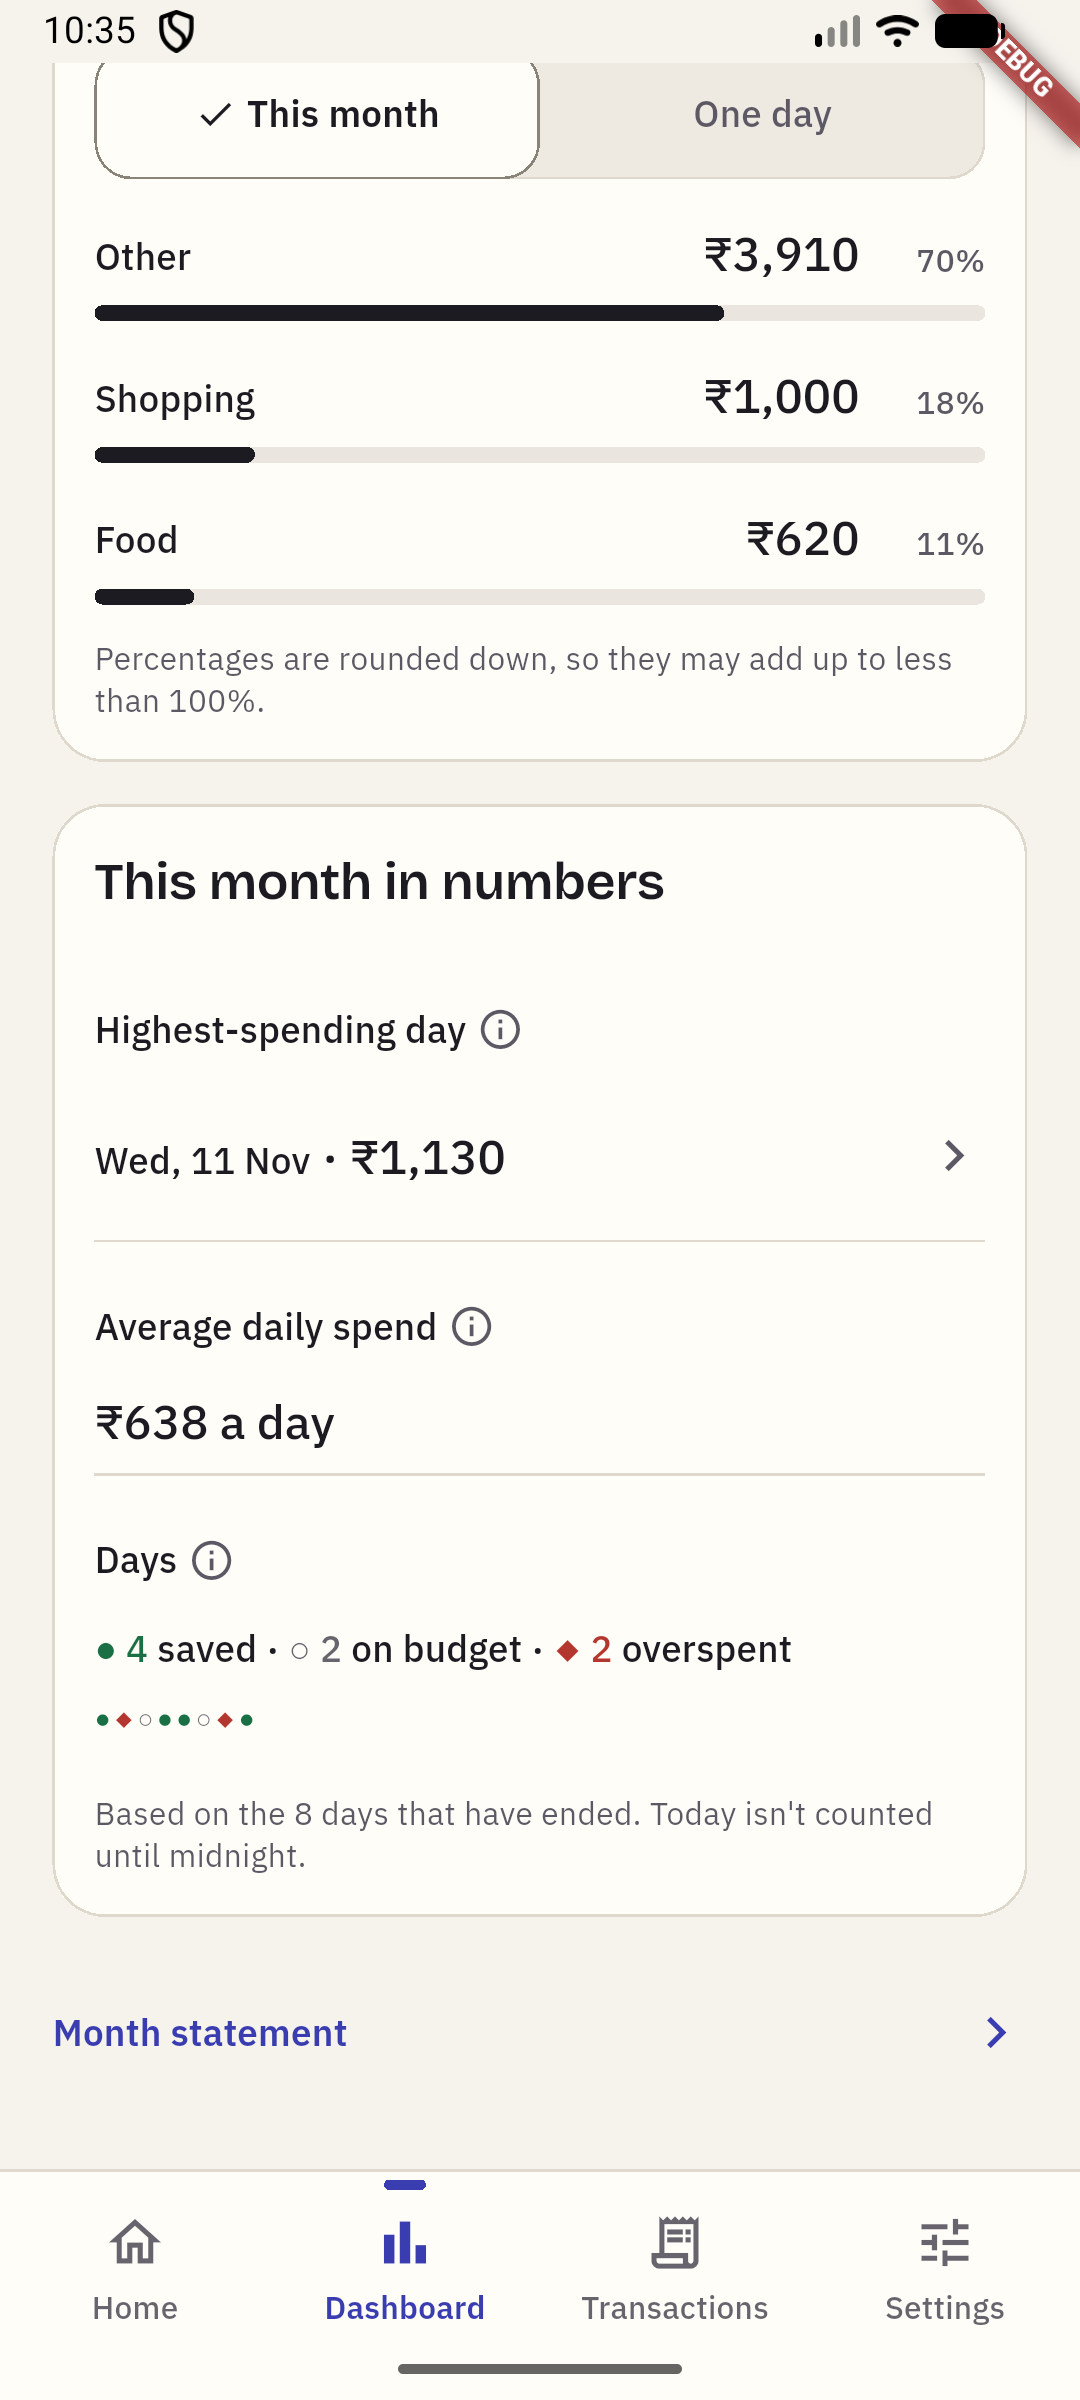 10:35
EBUG
This month
One day
Other ₹3,910 70%
Shopping ₹1,000 18%
Food ₹620 11%
Percentages are rounded down, so they may add up to less
than 100%.
This month in numbers
Highest-spending day
Wed, 11 Nov · ₹1,130
Average daily spend
₹638 a day
Days
4 saved · 2 on budget · 2 overspent
Based on the 8 days that have ended. Today isn't counted
until midnight.
Month statement
Home
Dashboard
Transactions
Settings